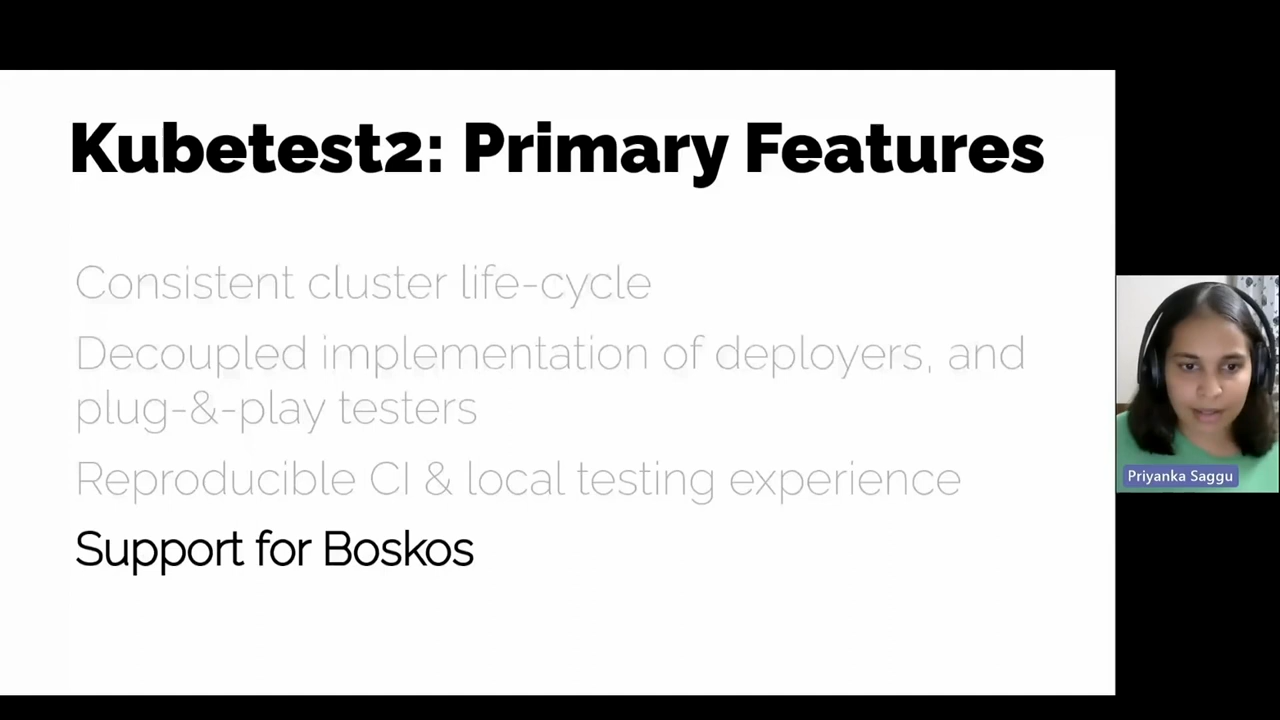 Kubetest2: Primary Features
Consistent cluster life-cycle
Decoupled implementation of deployers, and
plug-&-play testers
Reproducible CI & local testing experience
Support for Boskos
Priyanka Saggu